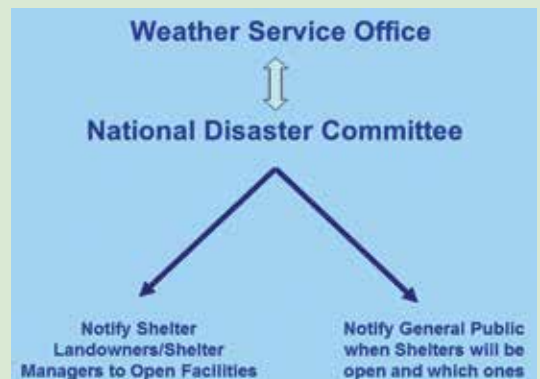 Weather Service Office
National Disaster Committee
Notify Shelter
Landowners/Shelter
Managers to Open Facilities
Notify General Public
when Shelters will be
open and which ones